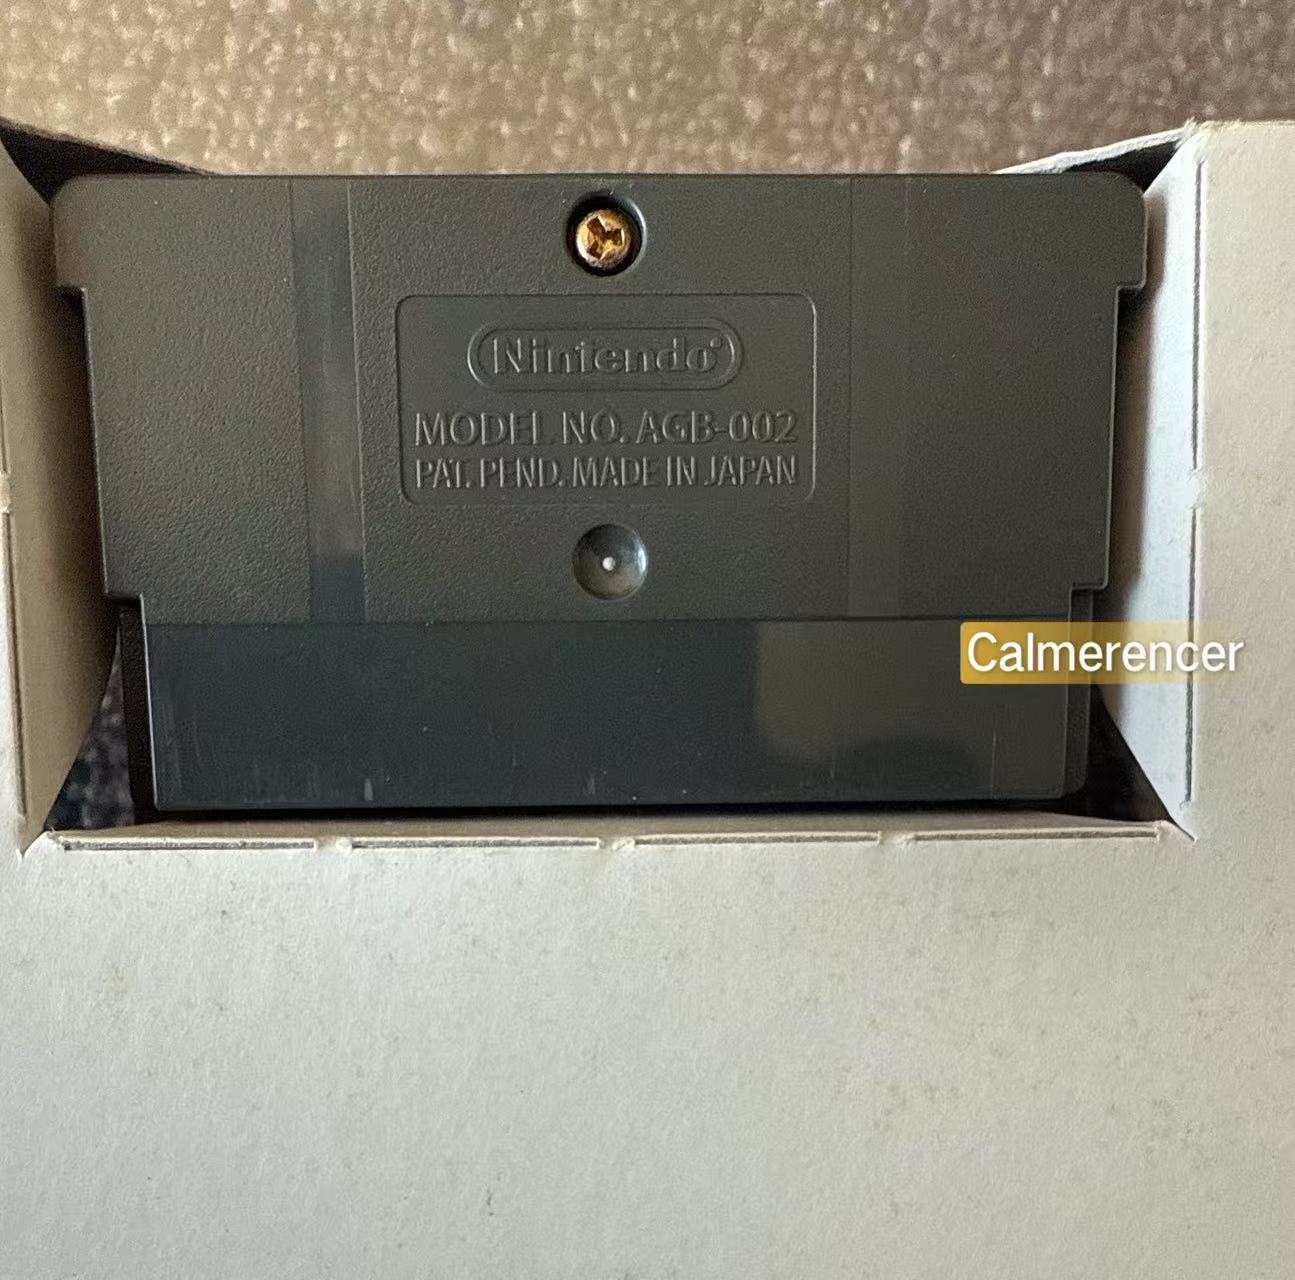 Nintendo®
MODEL NO. AGB-002
PAT. PEND. MADE IN JAPAN
Calmerencer